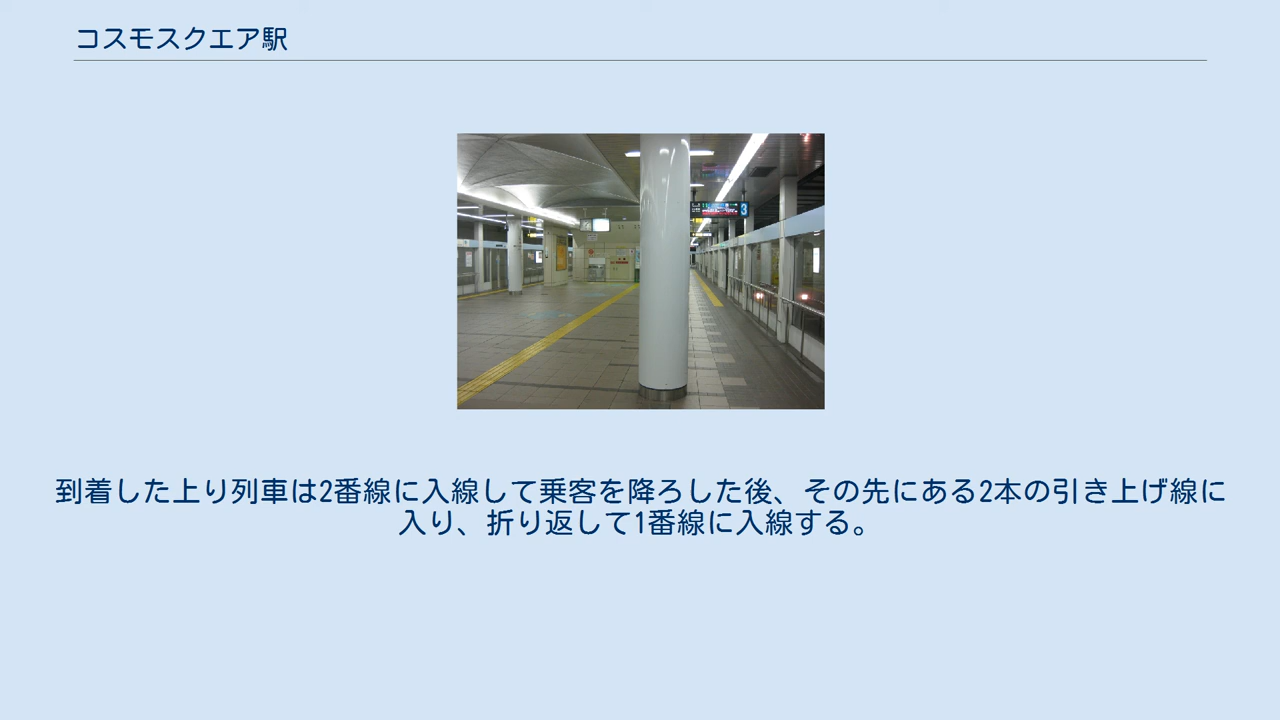 コスモスクエア駅
3
到着した上り列車は2番線に入線して乗客を降ろした後、その先にある2本の引き上げ線に
入り、折り返して1番線に入線する。